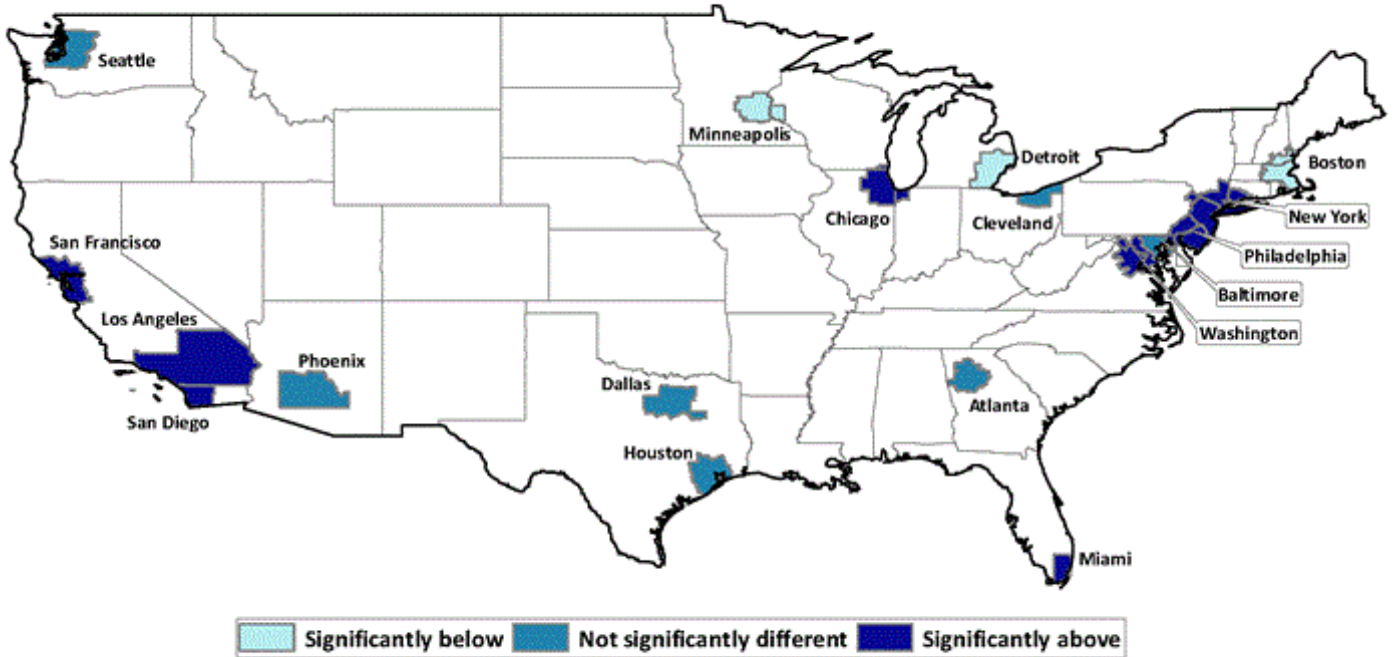 Seattle
Minneapolis
Detroit
Boston
Chicago
Cleveland
New York
San Francisco
Philadelphia
Baltimore
Los Angeles
Washington
Phoenix
Dallas
Atlanta
San Diego
Houston
Miami
Significantly below Not significantly different Significantly above